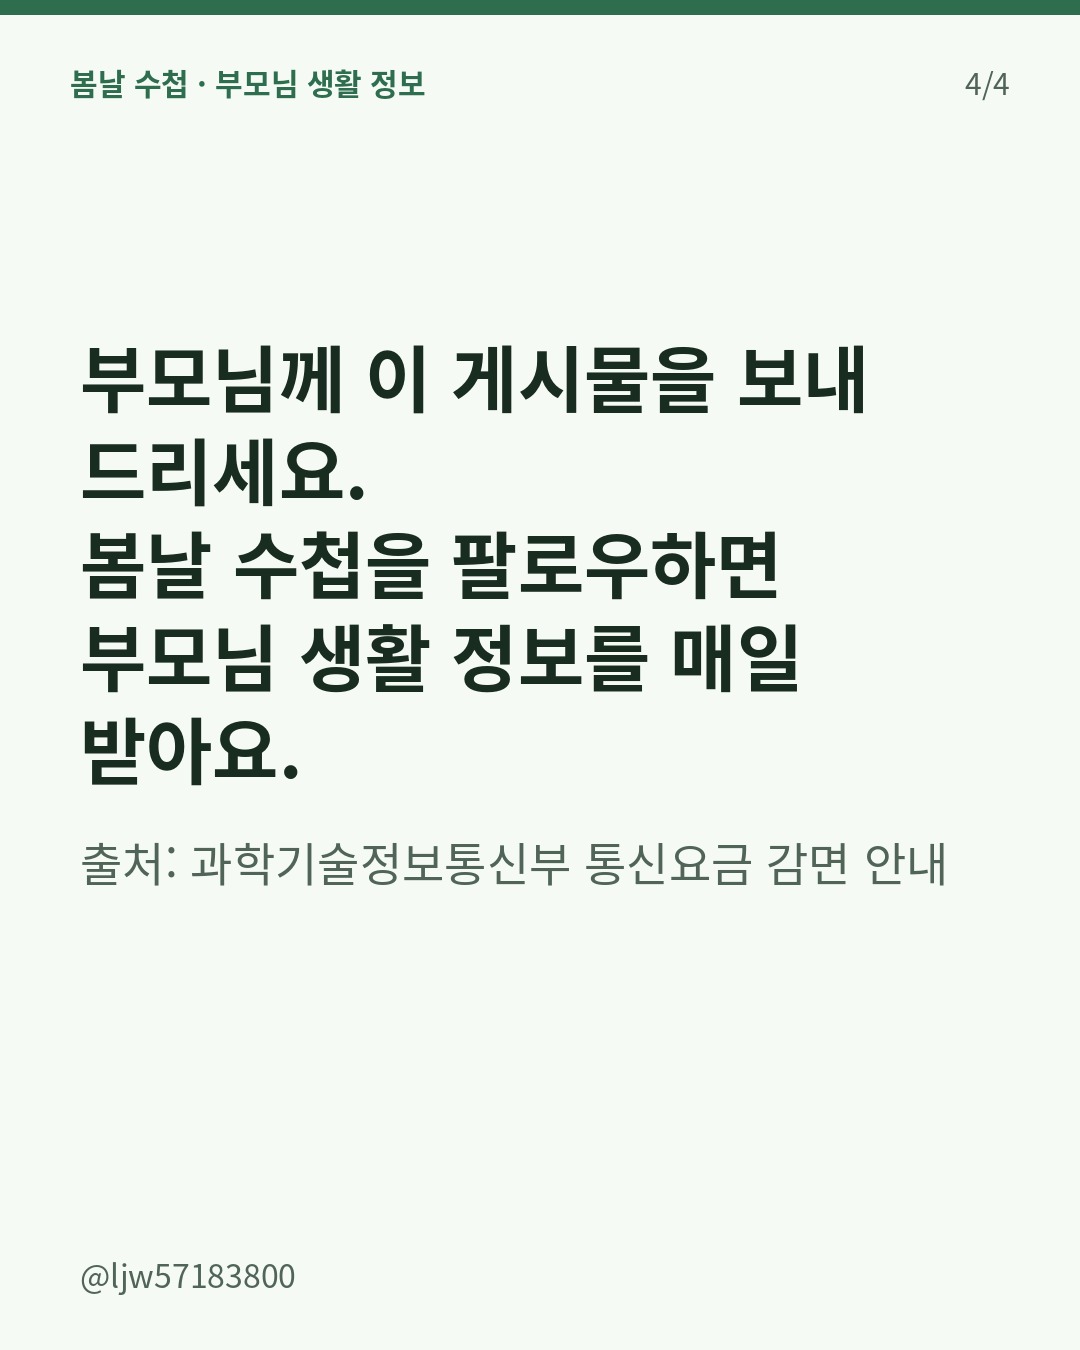 봄날 수첩 · 부모님 생활 정보
4/4
부모님께 이 게시물을 보내
드리세요.
봄날 수첩을 팔로우하면
부모님 생활 정보를 매일
받아요.
출처: 과학기술정보통신부 통신요금 감면 안내
@ljw57183800